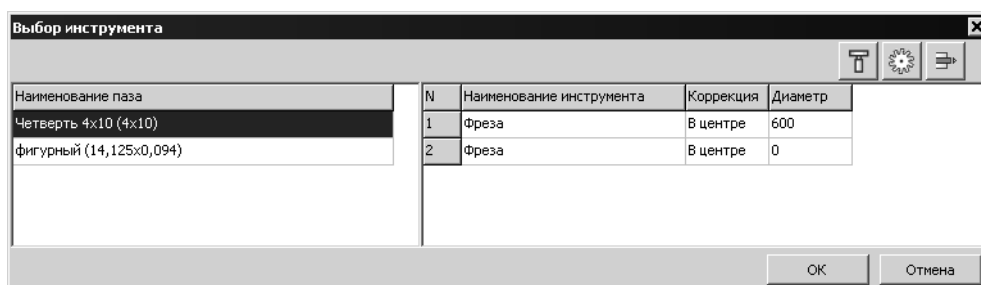 Выбор инструмента
Наименование паза
Четверть 4x10 (4x10)
фигурный (14,125x0,094)
N Наименование инструмента Коррекция Диаметр
1 Фреза В центре 600
2 Фреза В центре 0
OK Отмена